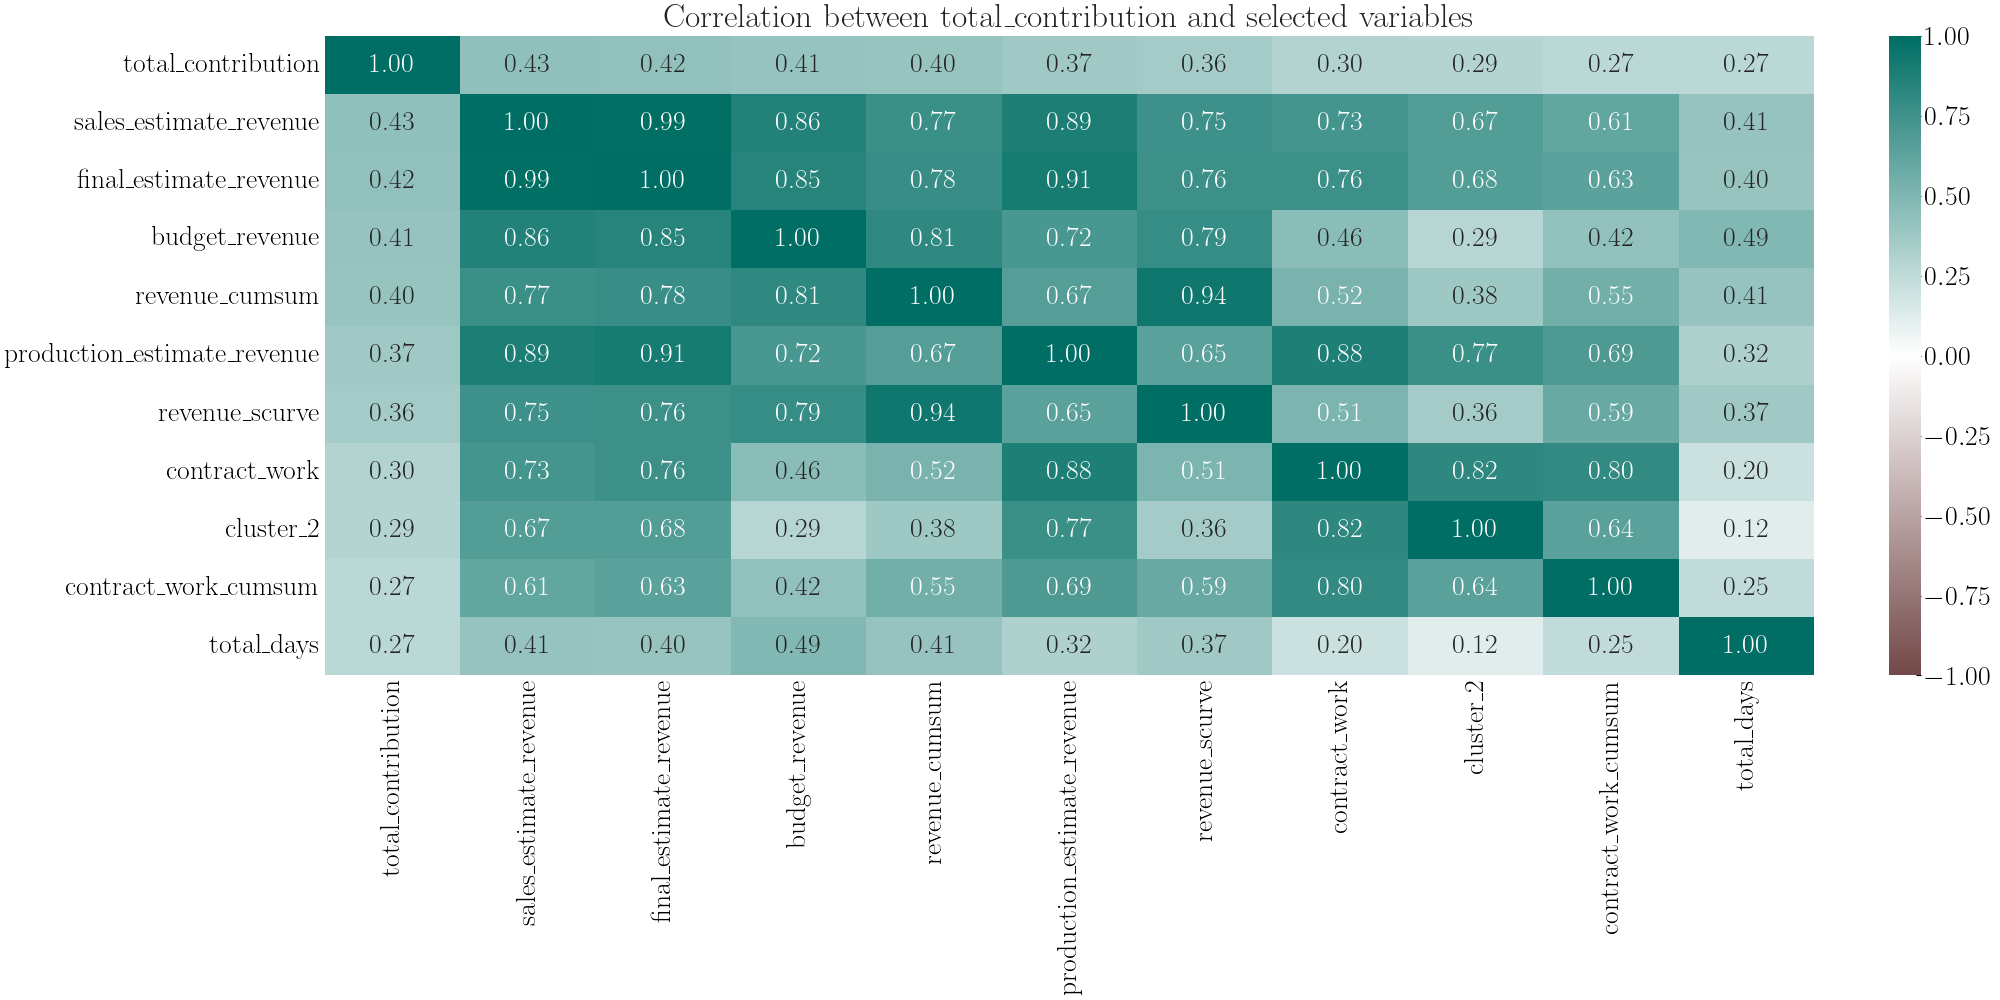 Correlation between total_contribution and selected variables
total_contribution 1.00 0.43 0.42 0.41 0.40 0.37 0.36 0.30 0.29 0.27 0.27
sales_estimate_revenue 0.43 1.00 0.99 0.86 0.77 0.89 0.75 0.73 0.67 0.61 0.41
final_estimate_revenue 0.42 0.99 1.00 0.85 0.78 0.91 0.76 0.76 0.68 0.63 0.40
budget_revenue 0.41 0.86 0.85 1.00 0.81 0.72 0.79 0.46 0.29 0.42 0.49
revenue_cumsum 0.40 0.77 0.78 0.81 1.00 0.67 0.94 0.52 0.38 0.55 0.41
production_estimate_revenue 0.37 0.89 0.91 0.72 0.67 1.00 0.65 0.88 0.77 0.69 0.32
revenue_scurve 0.36 0.75 0.76 0.79 0.94 0.65 1.00 0.51 0.36 0.59 0.37
contract_work 0.30 0.73 0.76 0.46 0.52 0.88 0.51 1.00 0.82 0.80 0.20
cluster_2 0.29 0.67 0.68 0.29 0.38 0.77 0.36 0.82 1.00 0.64 0.12
contract_work_cumsum 0.27 0.61 0.63 0.42 0.55 0.69 0.59 0.80 0.64 1.00 0.25
total_days 0.27 0.41 0.40 0.49 0.41 0.32 0.37 0.20 0.12 0.25 1.00
total_contribution
sales_estimate_revenue
final_estimate_revenue
budget_revenue
revenue_cumsum
production_estimate_revenue
revenue_scurve
contract_work
cluster_2
contract_work_cumsum
total_days
1.00
0.75
0.50
0.25
0.00
−0.25
−0.50
−0.75
−1.00